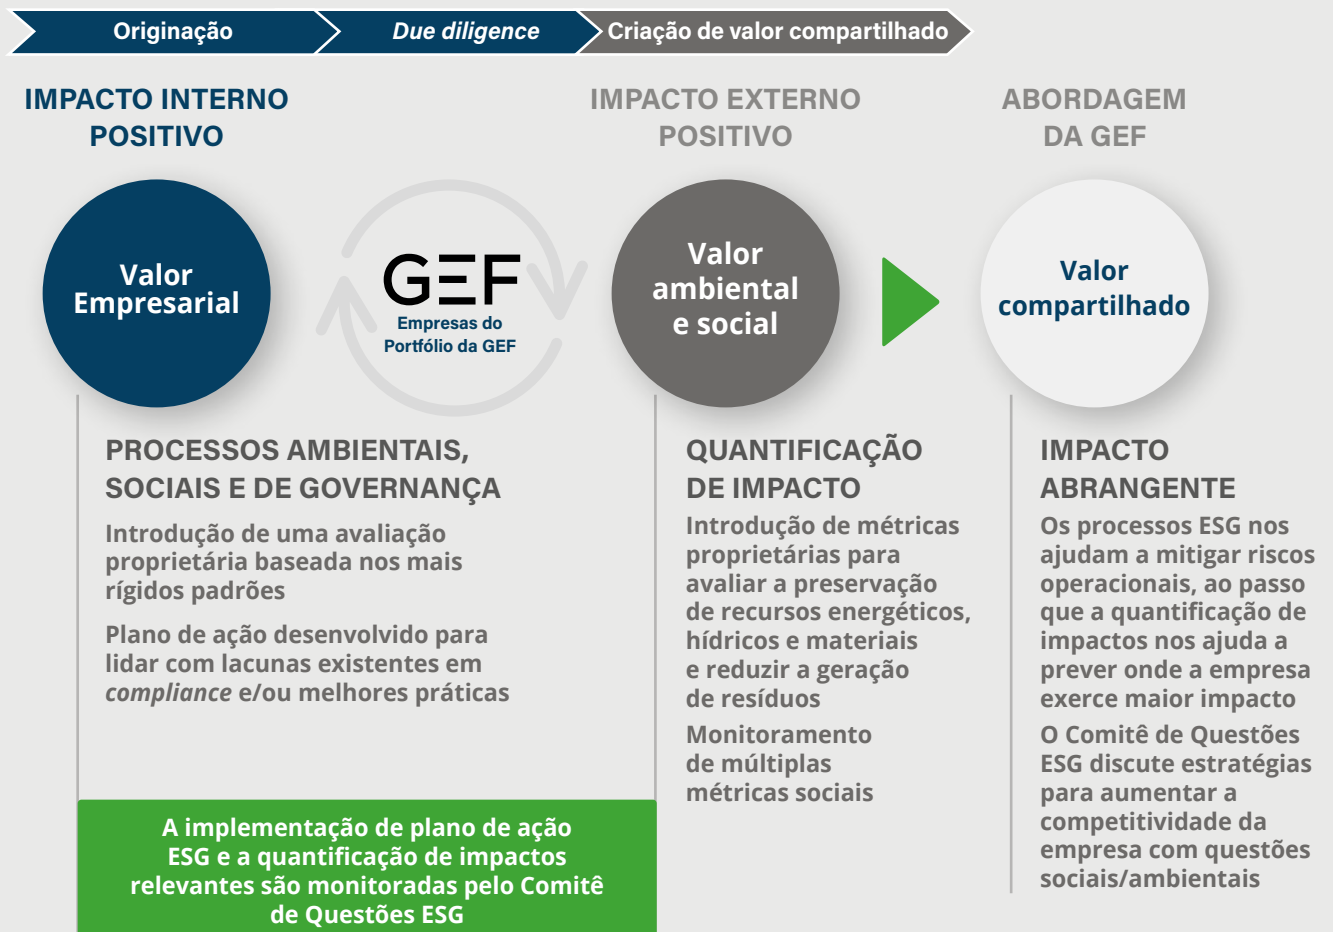 Originação
Due diligence
Criação de valor compartilhado
IMPACTO INTERNO
POSITIVO
IMPACTO EXTERNO
POSITIVO
ABORDAGEM
DA GEF
Valor
Empresarial
GEF
Empresas do
Portfólio da GEF
Valor
ambiental
e social
Valor
compartilhado
PROCESSOS AMBIENTAIS,
SOCIAIS E DE GOVERNANÇA
Introdução de uma avaliação
proprietária baseada nos mais
rígidos padrões
Plano de ação desenvolvido para
lidar com lacunas existentes em
compliance e/ou melhores práticas
A implementação de plano de ação
ESG e a quantificação de impactos
relevantes são monitoradas pelo Comitê
de Questões ESG
QUANTIFICAÇÃO
DE IMPACTO
Introdução de métricas
proprietárias para
avaliar a preservação
de recursos energéticos,
hídricos e materiais
e reduzir a geração
de resíduos
Monitoramento
de múltiplas
métricas sociais
IMPACTO
ABRANGENTE
Os processos ESG nos
ajudam a mitigar riscos
operacionais, ao passo
que a quantificação de
impactos nos ajuda a
prever onde a empresa
exerce maior impacto
O Comitê de Questões
ESG discute estratégias
para aumentar a
competitividade da
empresa com questões
sociais/ambientais